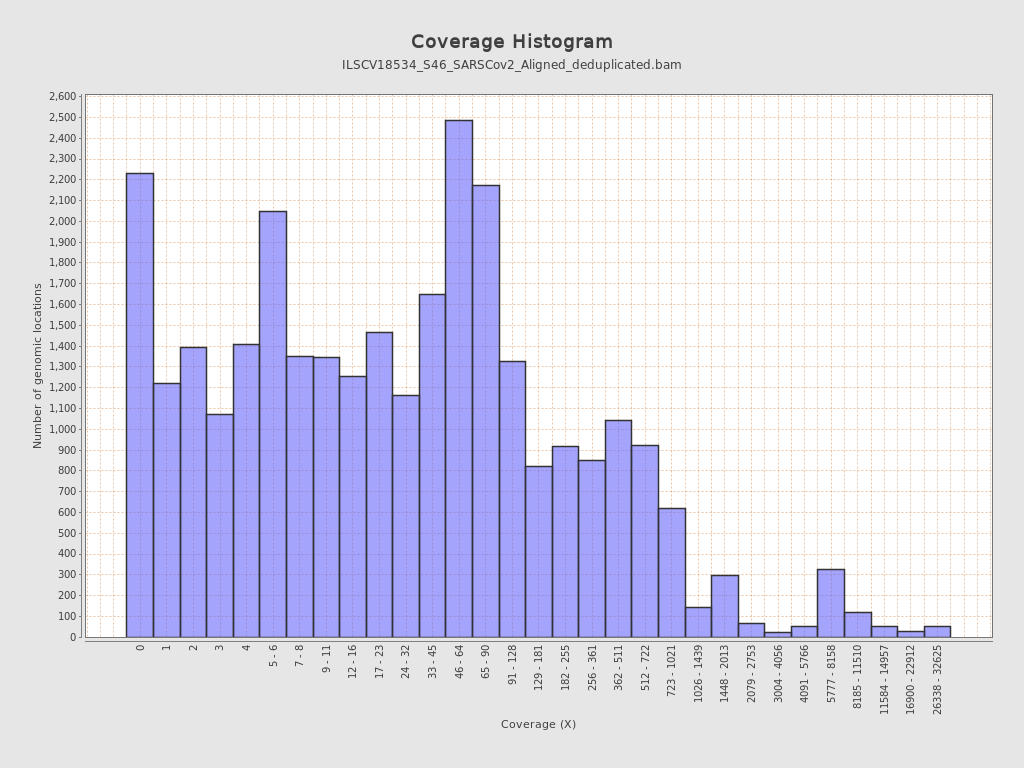 Coverage Histogram
ILSCV18534_S46_SARSCov2_Aligned_deduplicated.bam
Number of genomic locations
2,600
2,500
2,400
2,300
2,200
2,100
2,000
1,900
1,800
1,700
1,600
1,500
1,400
1,300
1,200
1,100
1,000
900
800
700
600
500
400
300
200
100
0
0
1
2
3
4
5 - 6
7 - 8
9 - 11
12 - 16
17 - 23
24 - 32
33 - 45
46 - 64
65 - 90
91 - 128
129 - 181
182 - 255
256 - 361
362 - 511
512 - 722
723 - 1021
1026 - 1439
1448 - 2013
2079 - 2753
3004 - 4056
4091 - 5766
5777 - 8158
8185 - 11510
11584 - 14957
16900 - 22912
26338 - 32625
Coverage (X)